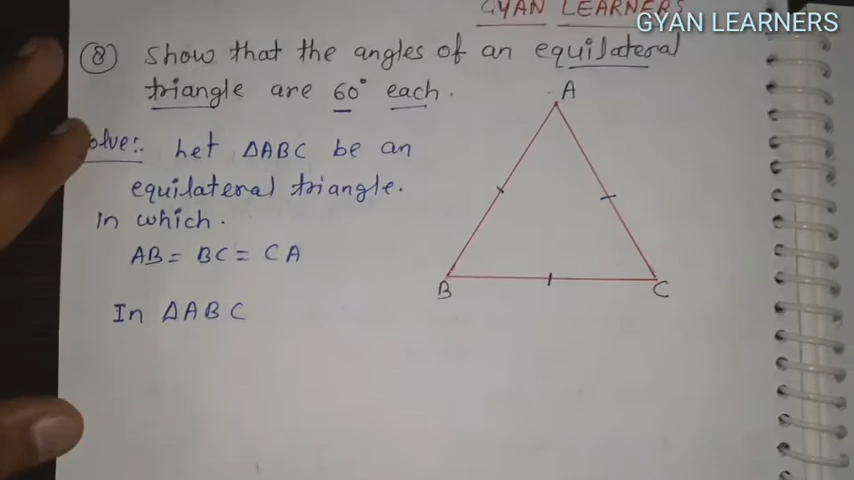 GYAN LEARNERS
GYAN LEARNERS
(8) Show that the angles of an equilateral
triangle are 60° each.
A
olve:. Let ΔABC be an
equilateral triangle.
in which.
AB = BC = CA
B C
In ΔABC